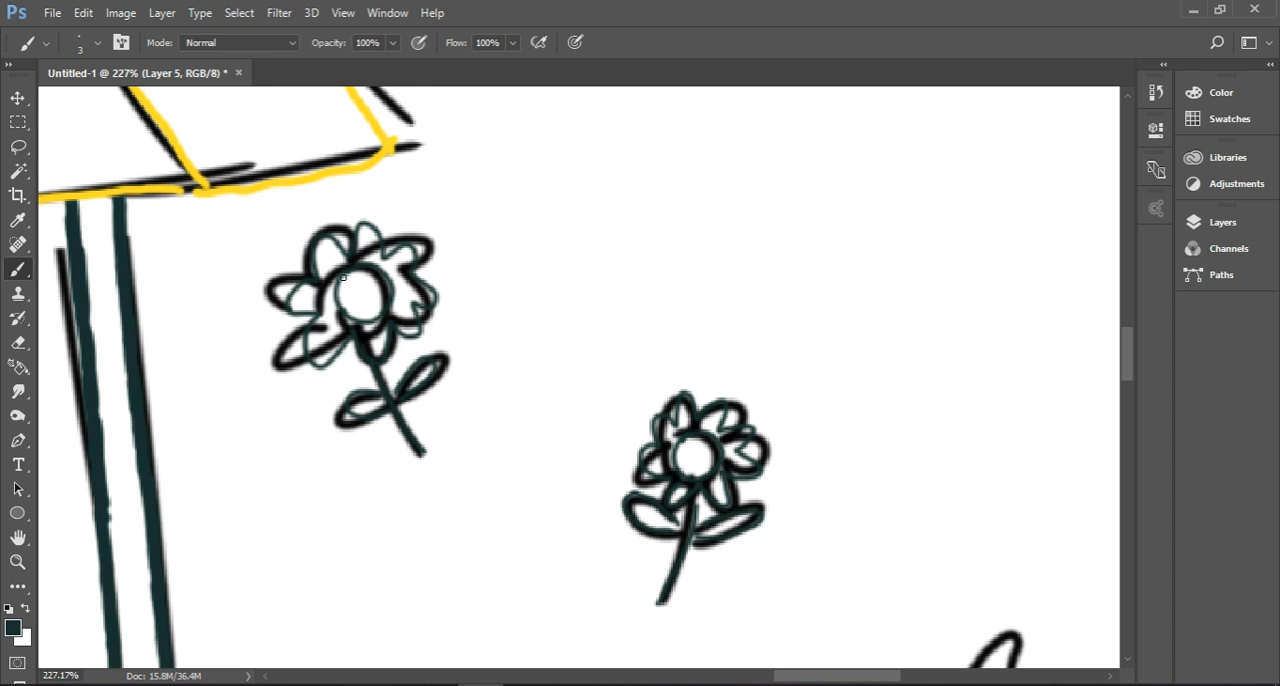 Ps File Edit Image Layer Type Select Filter 3D View Window Help
3 Mode: Normal Opacity: 100% Flow: 100%
Untitled-1 @ 227% (Layer 5, RGB/8) * ×
Color
Swatches
Libraries
Adjustments
Layers
Channels
Paths
T
227.17% Doc: 15.8M/36.4M